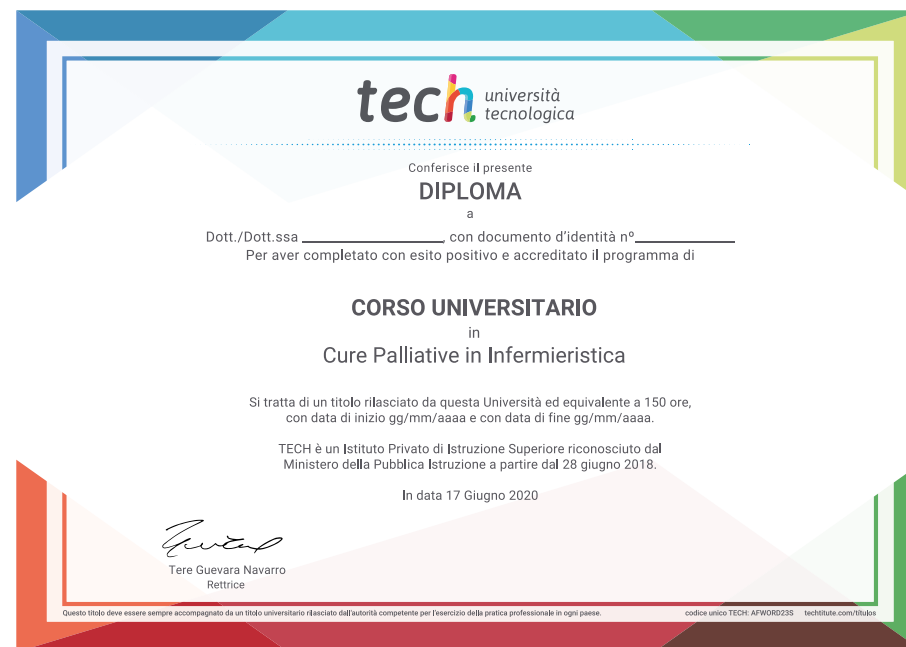 tech università
tecnologica
Conferisce il presente
DIPLOMA
a
Dott./Dott.ssa ____________________, con documento d'identità nº______________
Per aver completato con esito positivo e accreditato il programma di
CORSO UNIVERSITARIO
in
Cure Palliative in Infermieristica
Si tratta di un titolo rilasciato da questa Università ed equivalente a 150 ore,
con data di inizio gg/mm/aaaa e con data di fine gg/mm/aaaa.
TECH è un Istituto Privato di Istruzione Superiore riconosciuto dal
Ministero della Pubblica Istruzione a partire dal 28 giugno 2018.
In data 17 Giugno 2020
Tere Guevara Navarro
Rettrice
Questo titolo deve essere sempre accompagnato da un titolo universitario rilasciato dall'autorità competente per l'esercizio della pratica professionale in ogni paese. codice unico TECH: AFWORD23S techtitute.com/títulos